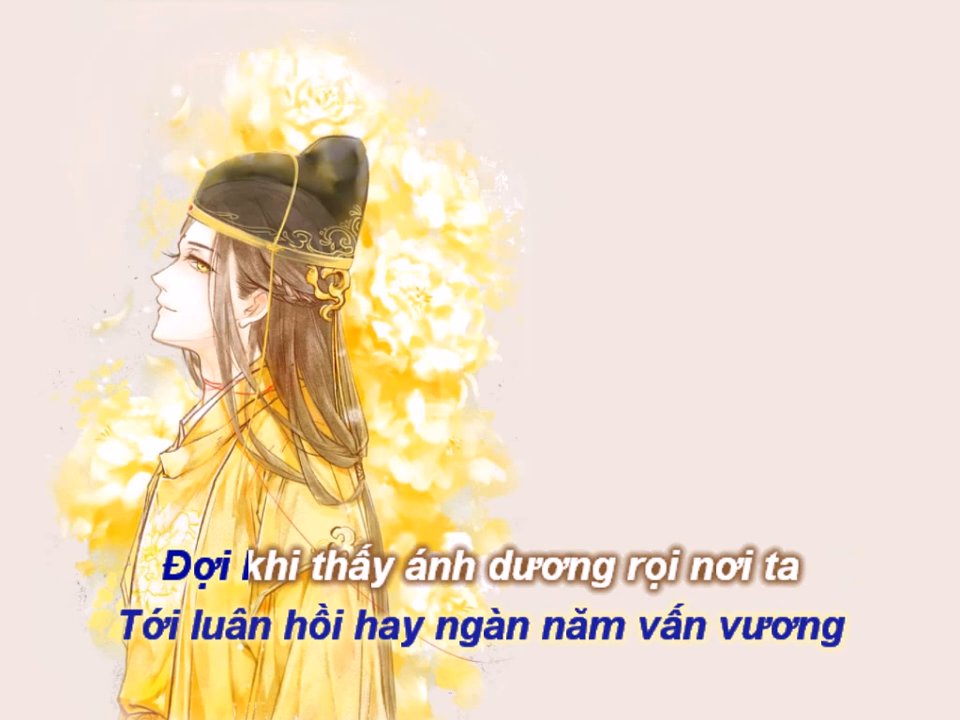 Đợi khi thấy ánh dương rọi nơi ta
Tới luân hồi hay ngàn năm vấn vương